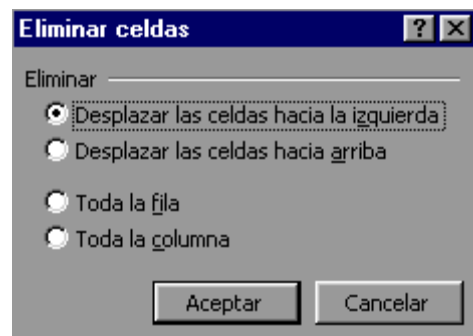 Eliminar celdas
Eliminar
Desplazar las celdas hacia la izquierda
Desplazar las celdas hacia arriba
Toda la fila
Toda la columna
Aceptar Cancelar